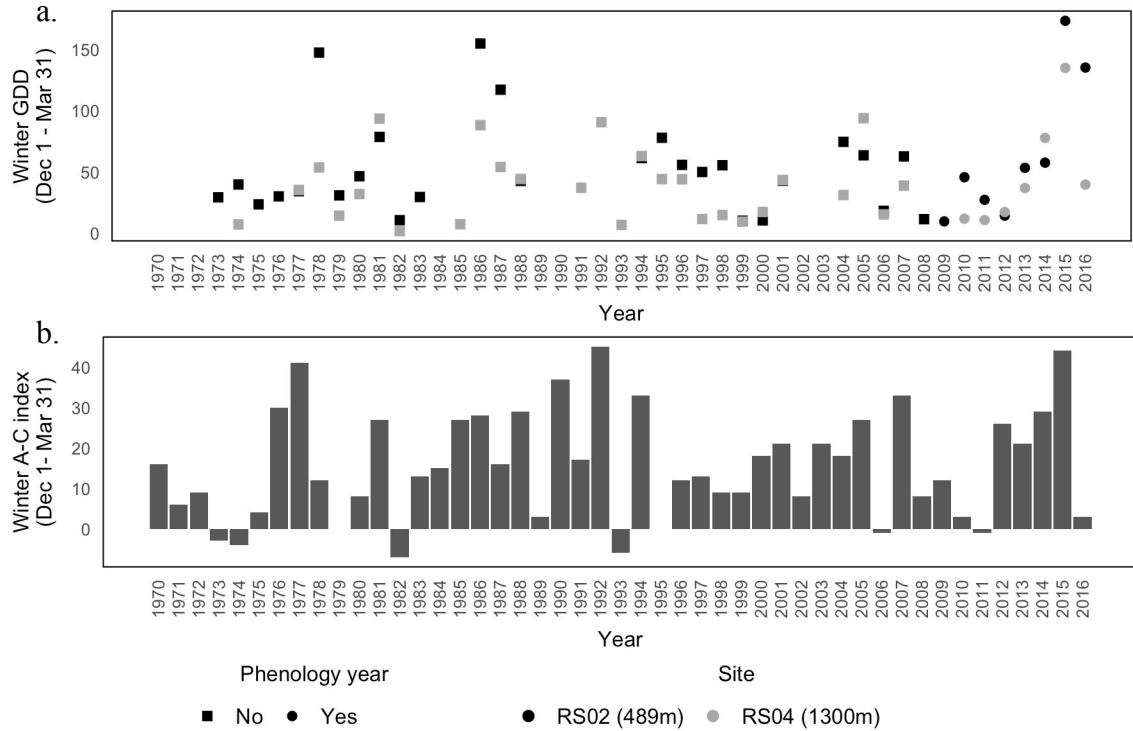 a.
Winter GDD
(Dec 1 - Mar 31)
150
100
50
0
1970 1971 1972 1973 1974 1975 1976 1977 1978 1979 1980 1981 1982 1983 1984 1985 1986 1987 1988 1989 1990 1991 1992 1993 1994 1995 1996 1997 1998 1999 2000 2001 2002 2003 2004 2005 2006 2007 2008 2009 2010 2011 2012 2013 2014 2015 2016
Year
b.
Winter A-C index
(Dec 1- Mar 31)
40
30
20
10
0
1970 1971 1972 1973 1974 1975 1976 1977 1978 1979 1980 1981 1982 1983 1984 1985 1986 1987 1988 1989 1990 1991 1992 1993 1994 1995 1996 1997 1998 1999 2000 2001 2002 2003 2004 2005 2006 2007 2008 2009 2010 2011 2012 2013 2014 2015 2016
Year
Phenology year Site
No Yes RS02 (489m) RS04 (1300m)